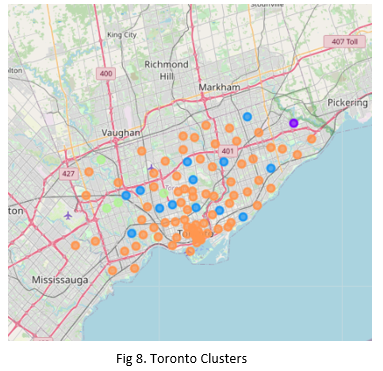 King City
407 Toll
400
Richmond
Hill
Markham
Pickering
Vaughan
401
427
Mississauga
Fig 8. Toronto Clusters